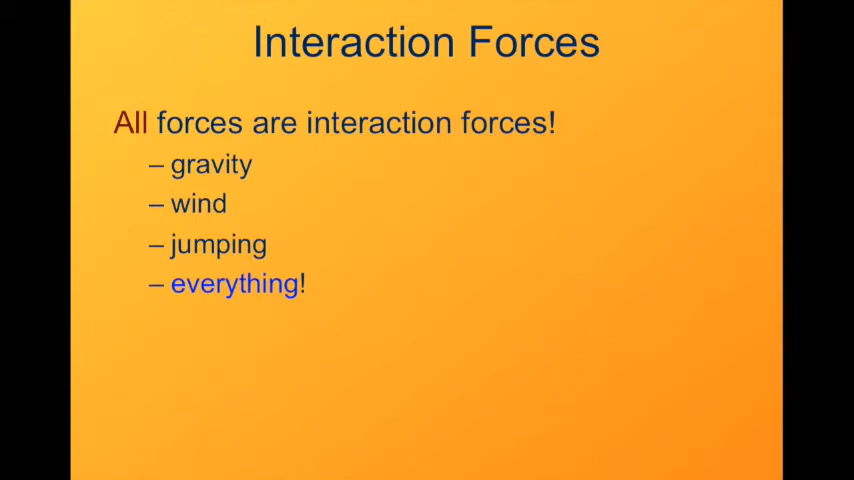 Interaction Forces
All forces are interaction forces!
– gravity
– wind
– jumping
– everything!